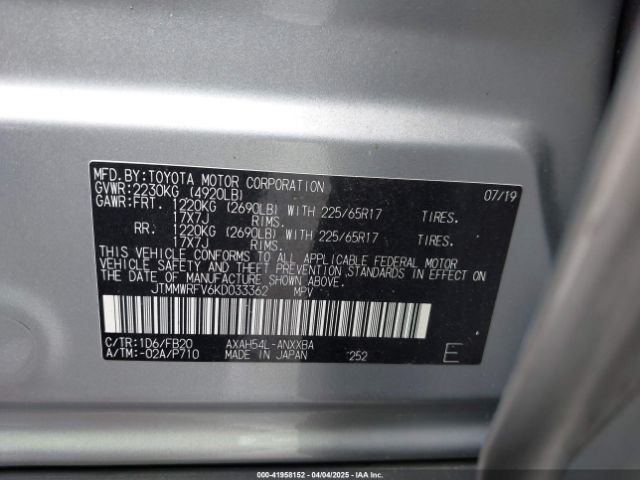 MFD.BY:TOYOTA MOTOR CORPORATION 07/19
GVWR:2230KG (4920LB)
GAWR:FRT. 1220KG (2690LB) WITH 225/65R17 TIRES.
17X7J RIMS.
RR: 1220KG (2690LB) WITH 225/65R17 TIRES.
17X7J RIMS.
THIS VEHICLE CONFORMS TO ALL APPLICABLE FEDERAL MOTOR
VEHICLE SAFETY AND THEFT PREVENTION STANDARDS IN EFFECT ON
THE DATE OF MANUFACTURE SHOWN ABOVE.
JTMMWRFV6KD033362 MPV
C/TR:1D6/FB20 AXAH54L-ANXXBA
A/TM:-02A/P710 MADE IN JAPAN 252 E
000-41958152 - 04/04/2025 - IAAI.COM